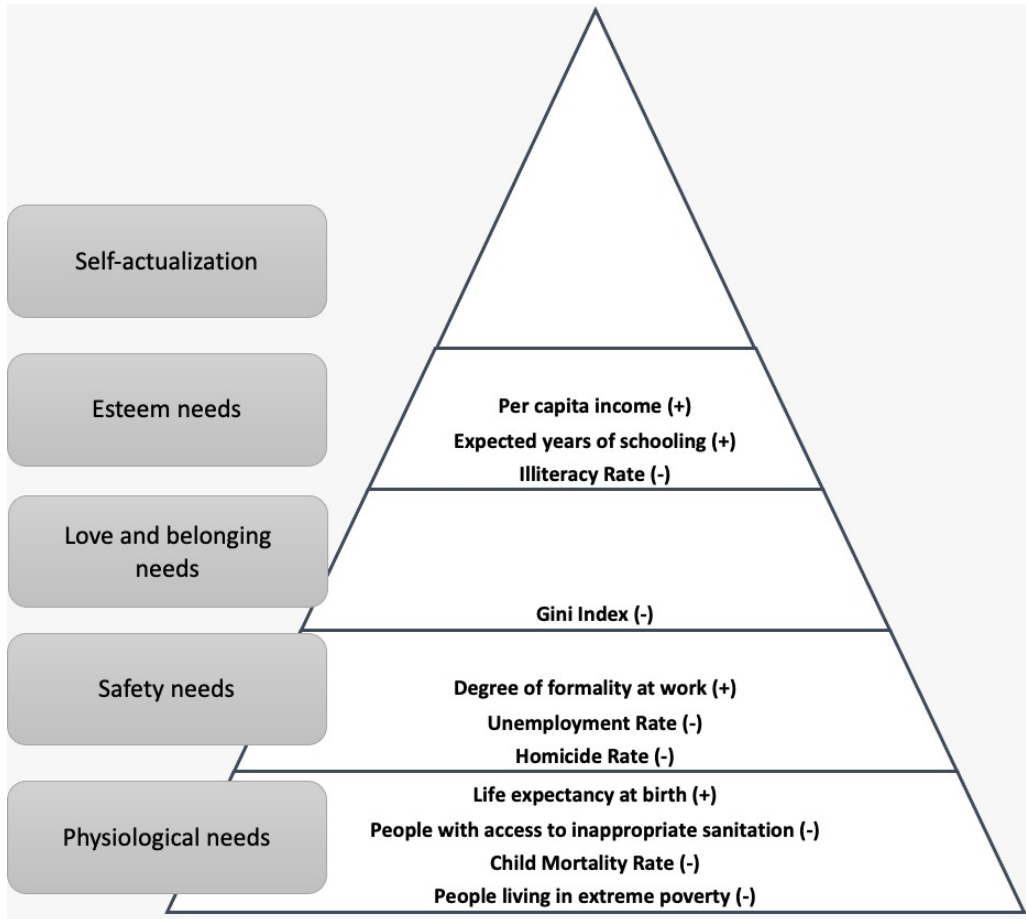 Self-actualization
Esteem needs
Per capita income (+)
Expected years of schooling (+)
Illiteracy Rate (-)
Love and belonging
needs
Gini Index (-)
Safety needs
Degree of formality at work (+)
Unemployment Rate (-)
Homicide Rate (-)
Physiological needs
Life expectancy at birth (+)
People with access to inappropriate sanitation (-)
Child Mortality Rate (-)
People living in extreme poverty (-)